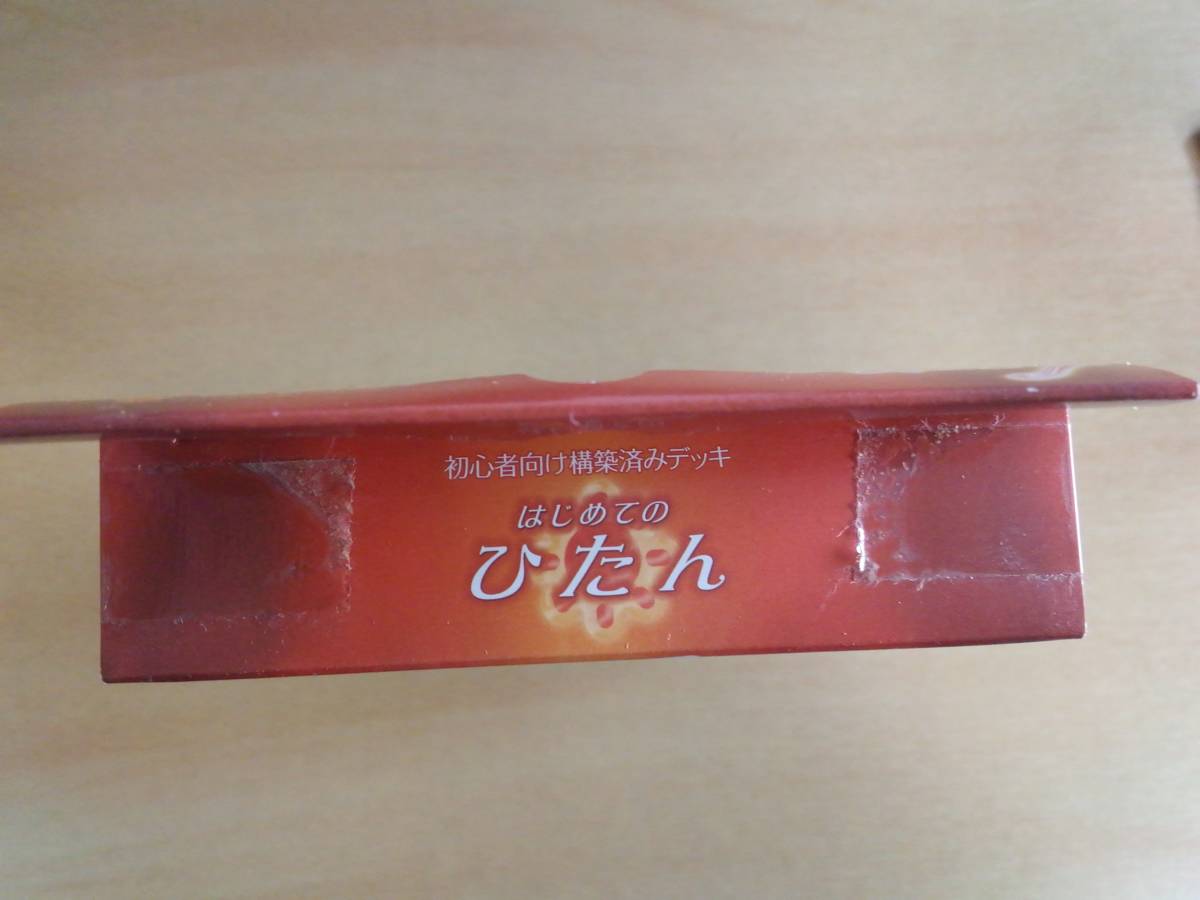 初心者向け構築済みデッキ
はじめての
ひたん